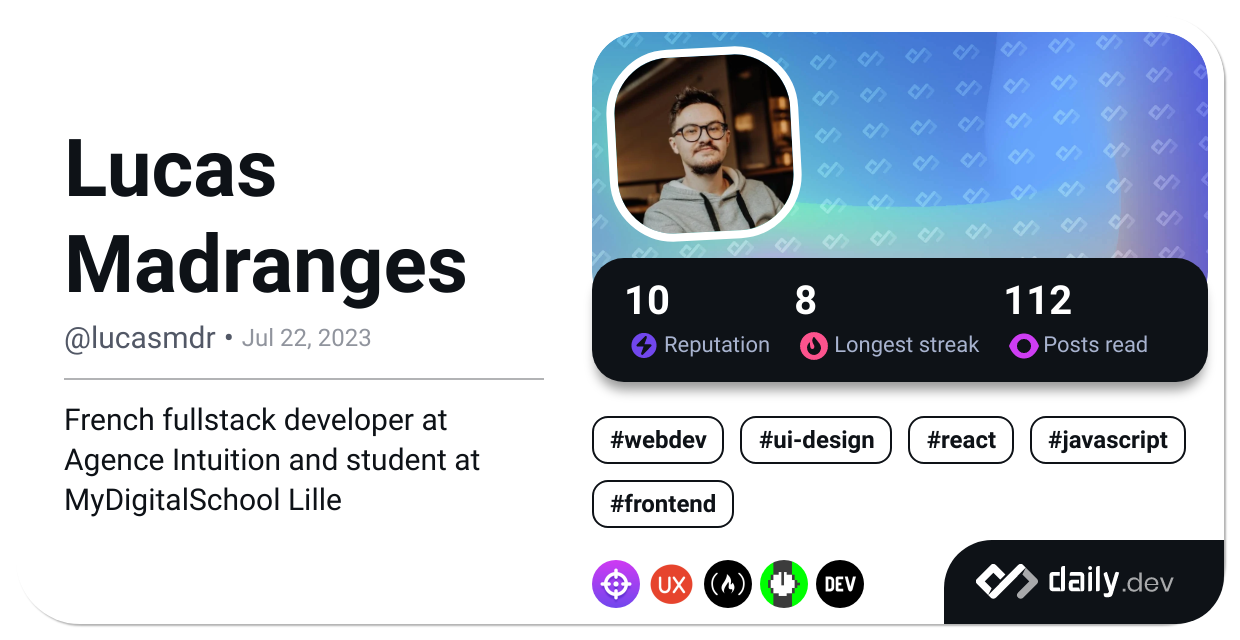 Lucas
Madranges
@lucasmdr • Jul 22, 2023
French fullstack developer at
Agence Intuition and student at
MyDigitalSchool Lille
10 8 112
Reputation Longest streak Posts read
#webdev #ui-design #react #javascript
#frontend
UX DEV
daily.dev